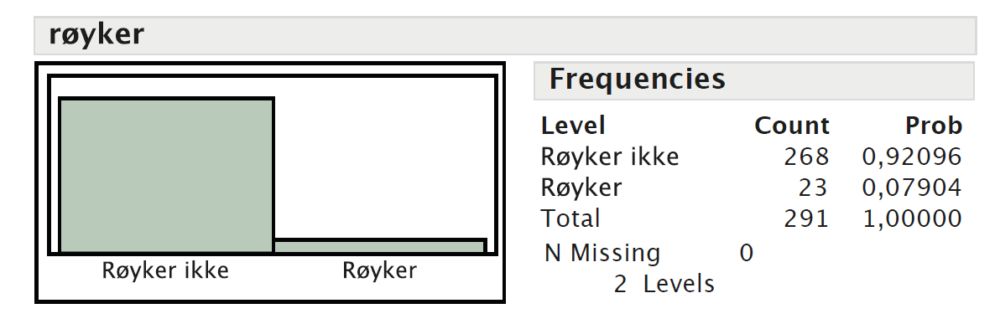 røyker
Røyker ikke Røyker
Frequencies
Level Count Prob
Røyker ikke 268 0,92096
Røyker 23 0,07904
Total 291 1,00000
N Missing 0
2 Levels